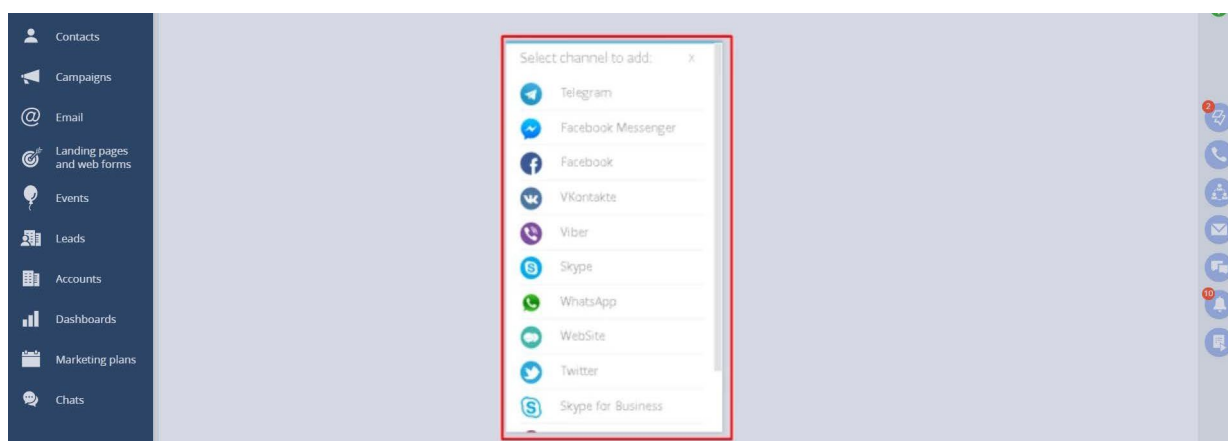 Contacts
Campaigns
Email
Landing pages
and web forms
Events
Leads
Accounts
Dashboards
Marketing plans
Chats
Select channel to add: x
Telegram
Facebook Messenger
Facebook
VKontakte
Viber
Skype
WhatsApp
WebSite
Twitter
Skype for Business
2
10